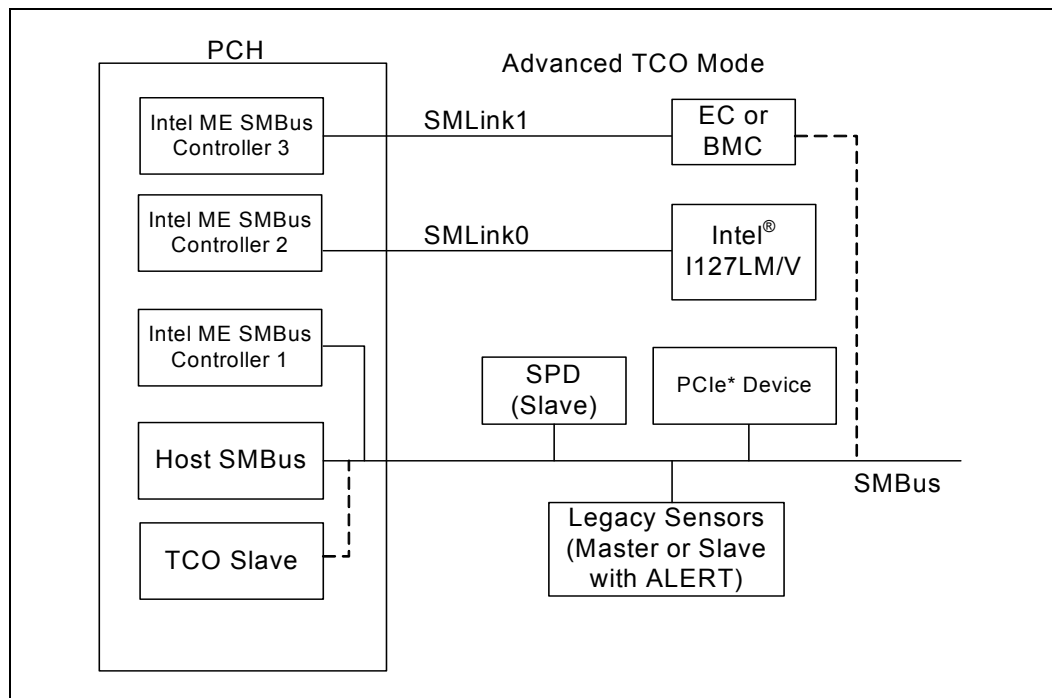 PCH
Advanced TCO Mode
Intel ME SMBus
Controller 3
SMLink1
EC or
BMC
Intel ME SMBus
Controller 2
SMLink0
Intel®
I127LM/V
Intel ME SMBus
Controller 1
SPD
(Slave)
PCIe* Device
Host SMBus
SMBus
Legacy Sensors
(Master or Slave
with ALERT)
TCO Slave